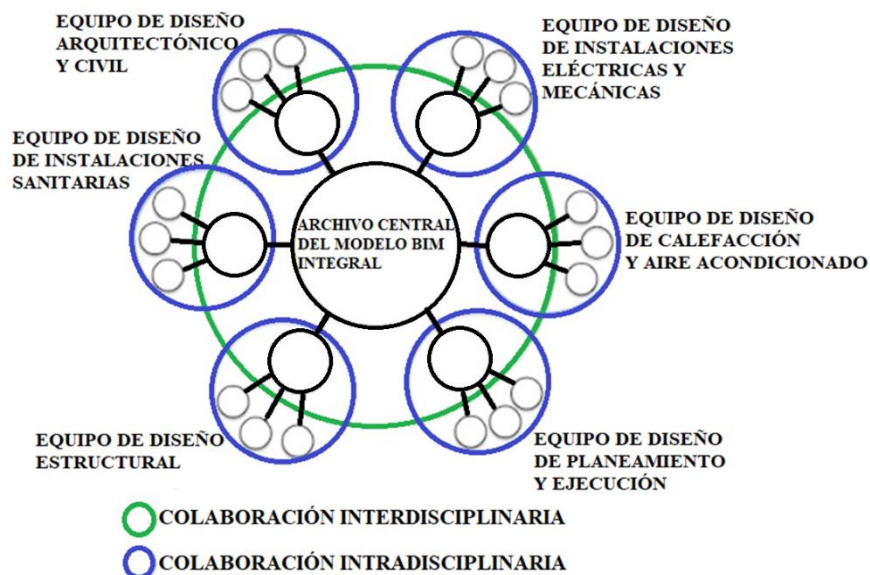 EQUIPO DE DISEÑO
ARQUITECTÓNICO
Y CIVIL
EQUIPO DE DISEÑO
DE INSTALACIONES
ELÉCTRICAS Y
MECÁNICAS
EQUIPO DE DISEÑO
DE INSTALACIONES
SANITARIAS
ARCHIVO CENTRAL
DEL MODELO BIM
INTEGRAL
EQUIPO DE DISEÑO
DE CALEFACCIÓN
Y AIRE ACONDICIONADO
EQUIPO DE DISEÑO
ESTRUCTURAL
EQUIPO DE DISEÑO
DE PLANEAMIENTO
Y EJECUCIÓN
COLABORACIÓN INTERDISCIPLINARIA
COLABORACIÓN INTRADISCIPLINARIA